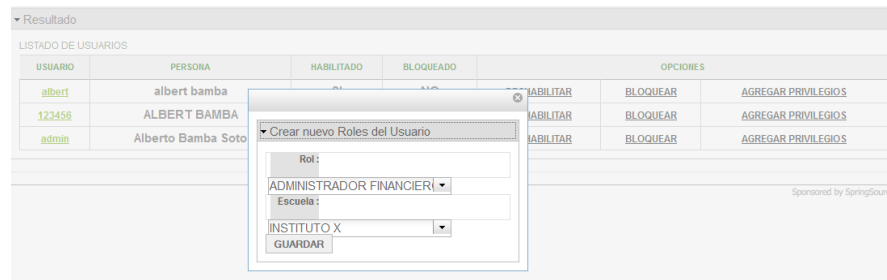 Resultado
LISTADO DE USUARIOS
USUARIO PERSONA HABILITADO BLOQUEADO OPCIONES
albert albert bamba BLOQUEAR AGREGAR PRIVILEGIOS
123456 ALBERT BAMBA HABILITAR BLOQUEAR AGREGAR PRIVILEGIOS
admin Alberto Bamba Soto HABILITAR BLOQUEAR AGREGAR PRIVILEGIOS
Crear nuevo Roles del Usuario
Rol :
ADMINISTRADOR FINANCIERO
Escuela :
INSTITUTO X
GUARDAR
Sponsored by SpringSour